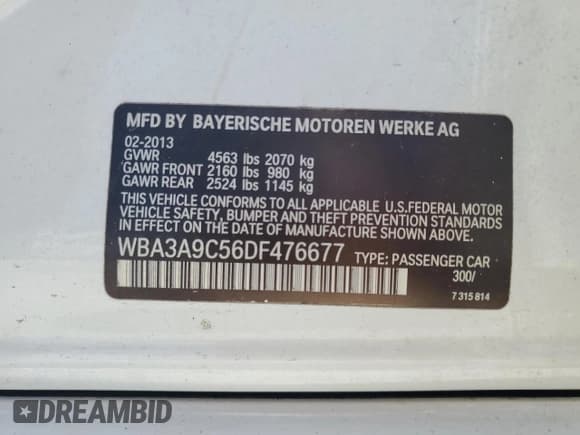 MFD BY BAYERISCHE MOTOREN WERKE AG
02-2013
GVWR 4563 lbs 2070 kg
GAWR FRONT 2160 lbs 980 kg
GAWR REAR 2524 lbs 1145 kg
THIS VEHICLE CONFORMS TO ALL APPLICABLE U.S.FEDERAL MOTOR
VEHICLE SAFETY, BUMPER AND THEFT PREVENTION STANDARDS
IN EFFECT ON THE DATE OF MANUFACTURE SHOWN ABOVE.
WBA3A9C56DF476677 TYPE: PASSENGER CAR
300/
7 315 814
DREAMBID